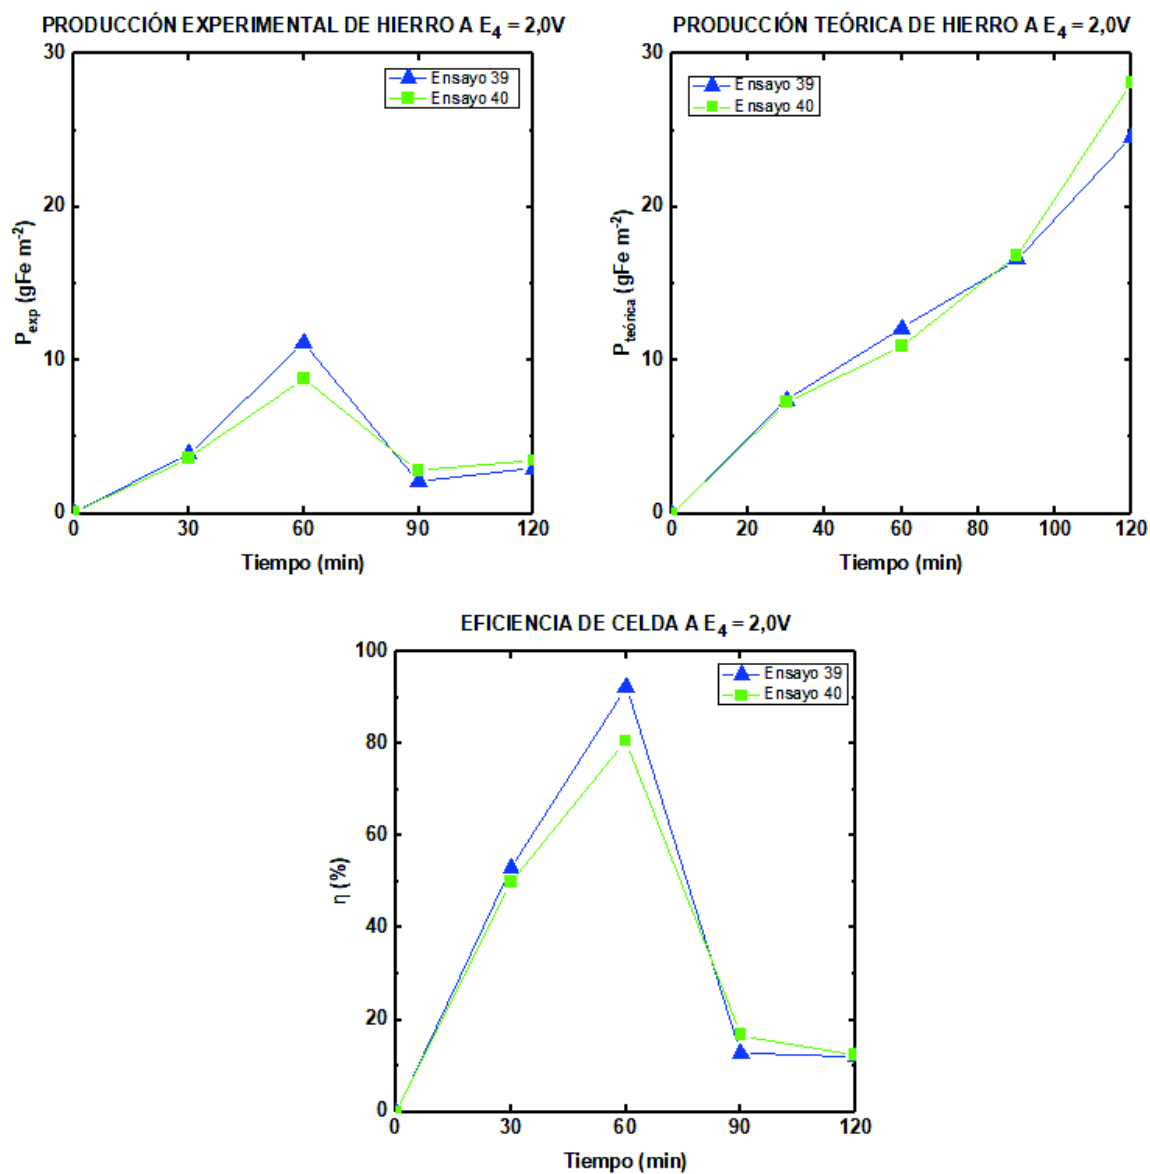 PRODUCCIÓN EXPERIMENTAL DE HIERRO A E4 = 2,0V
30
20
10
0
Pexp (gFe m-2)
Ensayo 39
Ensayo 40
0 30 60 90 120
Tiempo (min)
PRODUCCIÓN TEÓRICA DE HIERRO A E4 = 2,0V
30
20
10
0
Pteórica (gFe m-2)
Ensayo 39
Ensayo 40
0 20 40 60 80 100 120
Tiempo (min)
EFICIENCIA DE CELDA A E4 = 2,0V
100
80
60
40
20
0
η (%)
Ensayo 39
Ensayo 40
0 30 60 90 120
Tiempo (min)